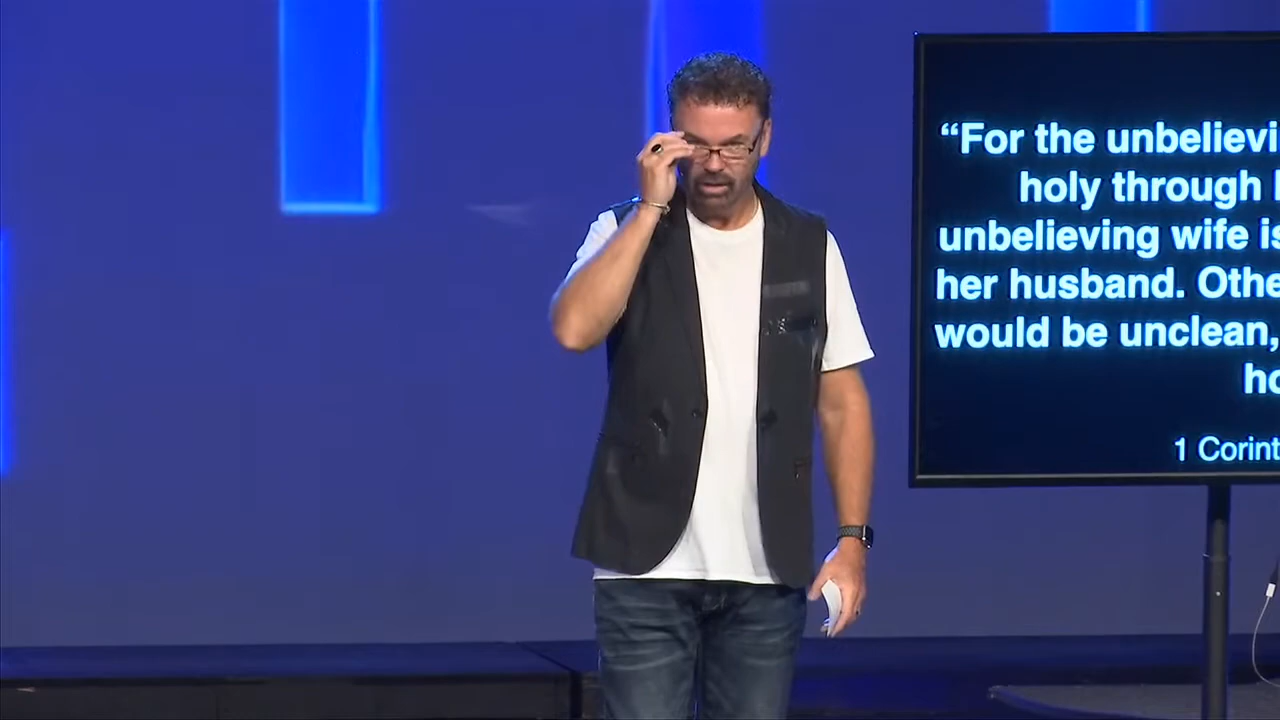 “For the unbelievi
holy through
unbelieving wife is
her husband. Othe
would be unclean,
ho
1 Corint